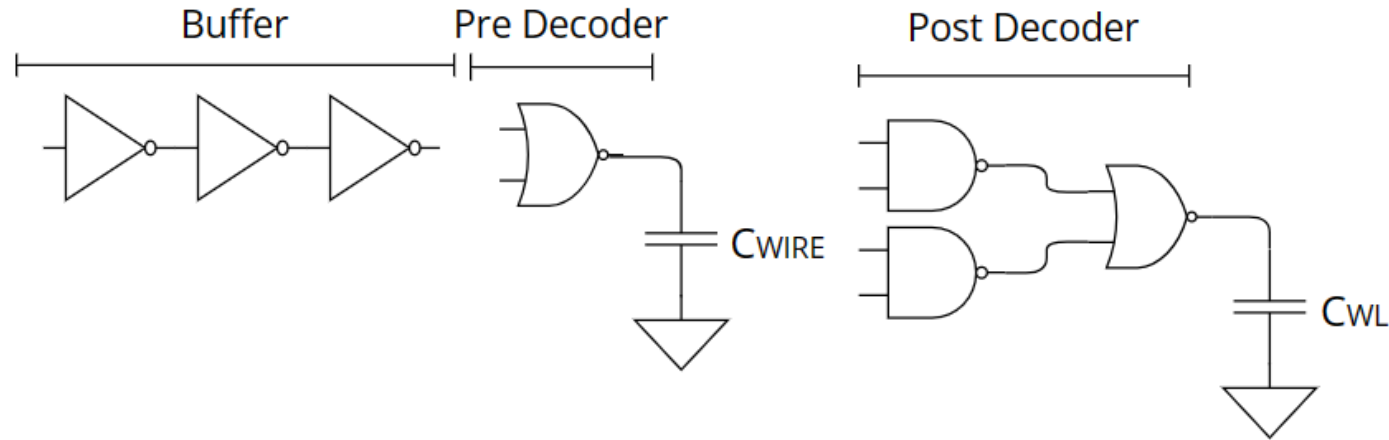 Buffer
Pre Decoder
Post Decoder
CWIRE
CWL